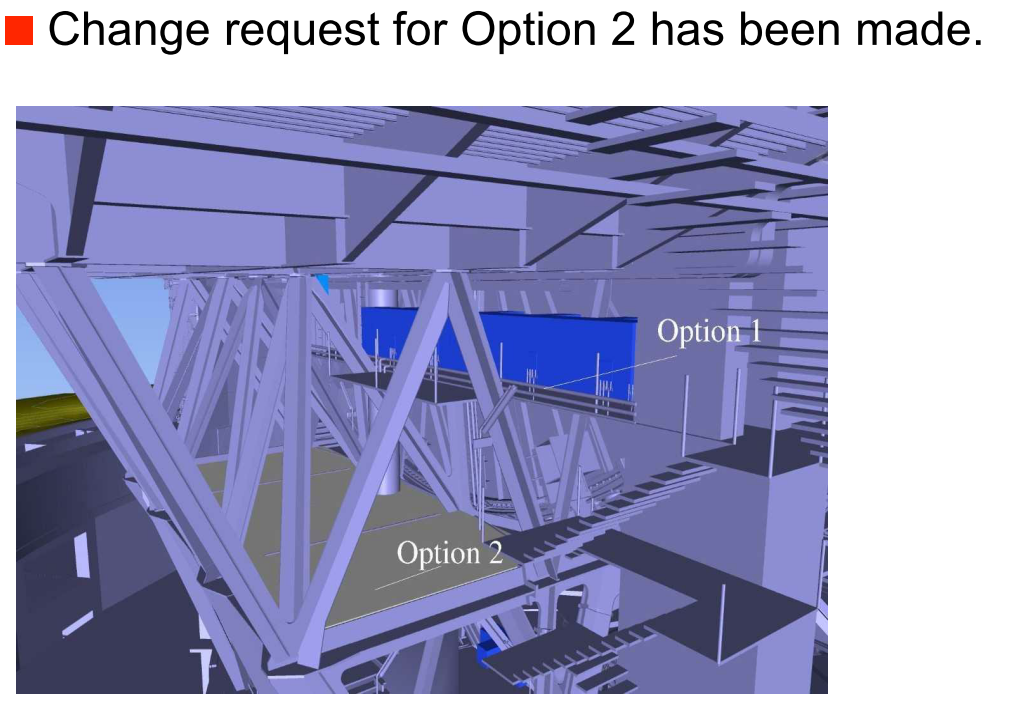 Change request for Option 2 has been made.
Option 1
Option 2